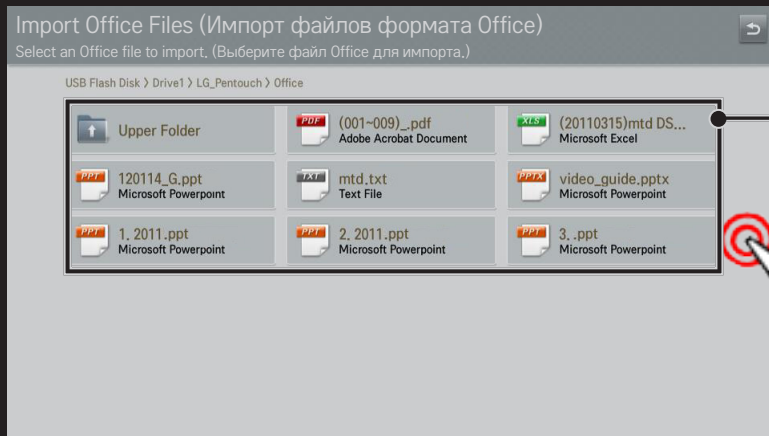 Import Office Files (Импорт файлов формата Office)
Select an Office file to import. (Выберите файл Office для импорта.)
USB Flash Disk > Drive1 > LG_Pentouch > Office
Upper Folder
PDF
(001~009)_.pdf
Adobe Acrobat Document
XLS
(20110315)mtd DS...
Microsoft Excel
PPT
120114_G.ppt
Microsoft Powerpoint
TXT
mtd.txt
Text File
PPTX
video_guide.pptx
Microsoft Powerpoint
PPT
1. 2011.ppt
Microsoft Powerpoint
PPT
2. 2011.ppt
Microsoft Powerpoint
PPT
3. .ppt
Microsoft Powerpoint